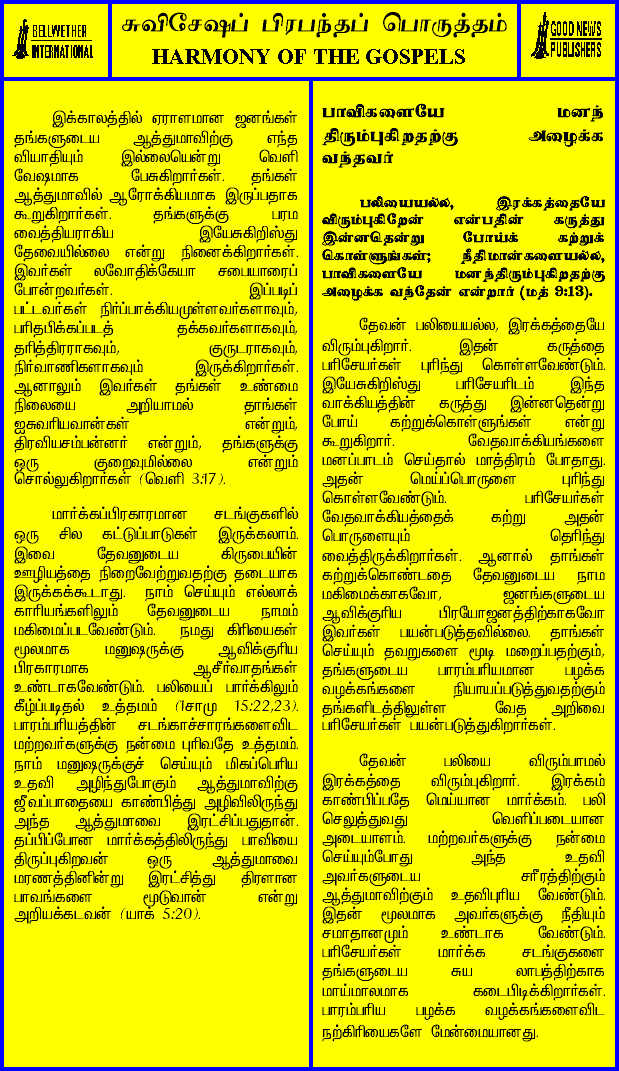 BELLWETHER
INTERNATIONAL
சுவிசேஷப் பிரபந்தப் பொருத்தம்
HARMONY OF THE GOSPELS
GOOD NEWS
PUBLISHERS
இக்காலத்தில் ஏராளமான ஜனங்கள்
தங்களுடைய ஆத்துமாவிற்கு எந்த
வியாதியும் இல்லையென்று வெளி
வேஷமாக பேசுகிறார்கள். தங்கள்
ஆத்துமாவில் ஆரோக்கியமாக இருப்பதாக
கூறுகிறார்கள். தங்களுக்கு பரம
வைத்தியராகிய இயேசுகிறிஸ்து
தேவையில்லை என்று நினைக்கிறார்கள்.
இவர்கள் லவோதிக்கேயா சபையாரைப்
போன்றவர்கள். இப்படிப்
பட்டவர்கள் நிர்ப்பாக்கியமுள்ளவர்களாவும்,
பரிதபிக்கப்படத் தக்கவர்களாகவும்,
தரித்திரராகவும், குருடராகவும்,
நிர்வாணிகளாகவும் இருக்கிறார்கள்.
ஆனாலும் இவர்கள் தங்கள் உண்மை
நிலையை அறியாமல் தாங்கள்
ஐசுவரியவான்கள் என்றும்,
திரவியசம்பன்னர் என்றும், தங்களுக்கு
ஒரு குறைவுமில்லை என்றும்
சொல்லுகிறார்கள் (வெளி 3:17).
மார்க்கப்பிரகாரமான சடங்குகளில்
ஒரு சில கட்டுப்பாடுகள் இருக்கலாம்.
இவை தேவனுடைய கிருபையின்
ஊழியத்தை நிறைவேற்றுவதற்கு தடையாக
இருக்கக்கூடாது. நாம் செய்யும் எல்லாக்
காரியங்களிலும் தேவனுடைய நாமம்
மகிமைப்படவேண்டும். நமது கிரியைகள்
மூலமாக மனுஷருக்கு ஆவிக்குரிய
பிரகாரமாக ஆசீர்வாதங்கள்
உண்டாகவேண்டும். பலியைப் பார்க்கிலும்
கீழ்ப்படிதல் உத்தமம் (1சாமு 15:22,23).
பாரம்பரியத்தின் சடங்காச்சாரங்களைவிட
மற்றவர்களுக்கு நன்மை புரிவதே உத்தமம்.
நாம் மனுஷருக்குச் செய்யும் மிகப்பெரிய
உதவி அழிந்துபோகும் ஆத்துமாவிற்கு
ஜீவப்பாதையை காண்பித்து அழிவிலிருந்து
அந்த ஆத்துமாவை இரட்சிப்பதுதான்.
தப்பிப்போன மார்க்கத்திலிருந்து பாவியை
திருப்புகிறவன் ஒரு ஆத்துமாவை
மரணத்தினின்று இரட்சித்து திரளான
பாவங்களை மூடுவான் என்று
அறியக்கடவன் (யாக் 5:20).
பாவிகளையே மனந்
திரும்புகிறதற்கு அழைக்க
வந்தவர்
பலியையல்ல, இரக்கத்தையே
விரும்புகிறேன் என்பதின் கருத்து
இன்னதென்று போய்க் கற்றுக்
கொள்ளுங்கள்; நீதிமான்களையல்ல,
பாவிகளையே மனந்திரும்புகிறதற்கு
அழைக்க வந்தேன் என்றார் (மத் 9:13).
தேவன் பலியையல்ல, இரக்கத்தையே
விரும்புகிறார். இதன் கருத்தை
பரிசேயர்கள் புரிந்து கொள்ளவேண்டும்.
இயேசுகிறிஸ்து பரிசேயரிடம் இந்த
வாக்கியத்தின் கருத்து இன்னதென்று
போய் கற்றுக்கொள்ளுங்கள் என்று
கூறுகிறார். வேதவாக்கியங்களை
மனப்பாடம் செய்தால் மாத்திரம் போதாது.
அதன் மெய்ப்பொருளை புரிந்து
கொள்ளவேண்டும். பரிசேயர்கள்
வேதவாக்கியத்தைக் கற்று அதன்
பொருளையும் தெரிந்து
வைத்திருக்கிறார்கள். ஆனால் தாங்கள்
கற்றுக்கொண்டதை தேவனுடைய நாம
மகிமைக்காகவோ, ஜனங்களுடைய
ஆவிக்குரிய பிரயோஜனத்திற்காகவோ
இவர்கள் பயன்படுத்தவில்லை. தாங்கள்
செய்யும் தவறுகளை மூடி மறைப்பதற்கும்,
தங்களுடைய பாரம்பரியமான பழக்க
வழக்கங்களை நியாயப்படுத்துவதற்கும்
தங்களிடத்திலுள்ள வேத அறிவை
பரிசேயர்கள் பயன்படுத்துகிறார்கள்.
தேவன் பலியை விரும்பாமல்
இரக்கத்தை விரும்புகிறார். இரக்கம்
காண்பிப்பதே மெய்யான மார்க்கம். பலி
செலுத்துவது வெளிப்படையான
அடையாளம். மற்றவர்களுக்கு நன்மை
செய்யும்போது அந்த உதவி
அவர்களுடைய சரீரத்திற்கும்
ஆத்துமாவிற்கும் உதவிபுரிய வேண்டும்.
இதன் மூலமாக அவர்களுக்கு நீதியும்
சமாதானமும் உண்டாக வேண்டும்.
பரிசேயர்கள் மார்க்க சடங்குகளை
தங்களுடைய சுய லாபத்திற்காக
மாய்மாலமாக கடைபிடிக்கிறார்கள்.
பாரம்பரிய பழக்க வழக்கங்களைவிட
நற்கிரியைகளே மேன்மையானது.